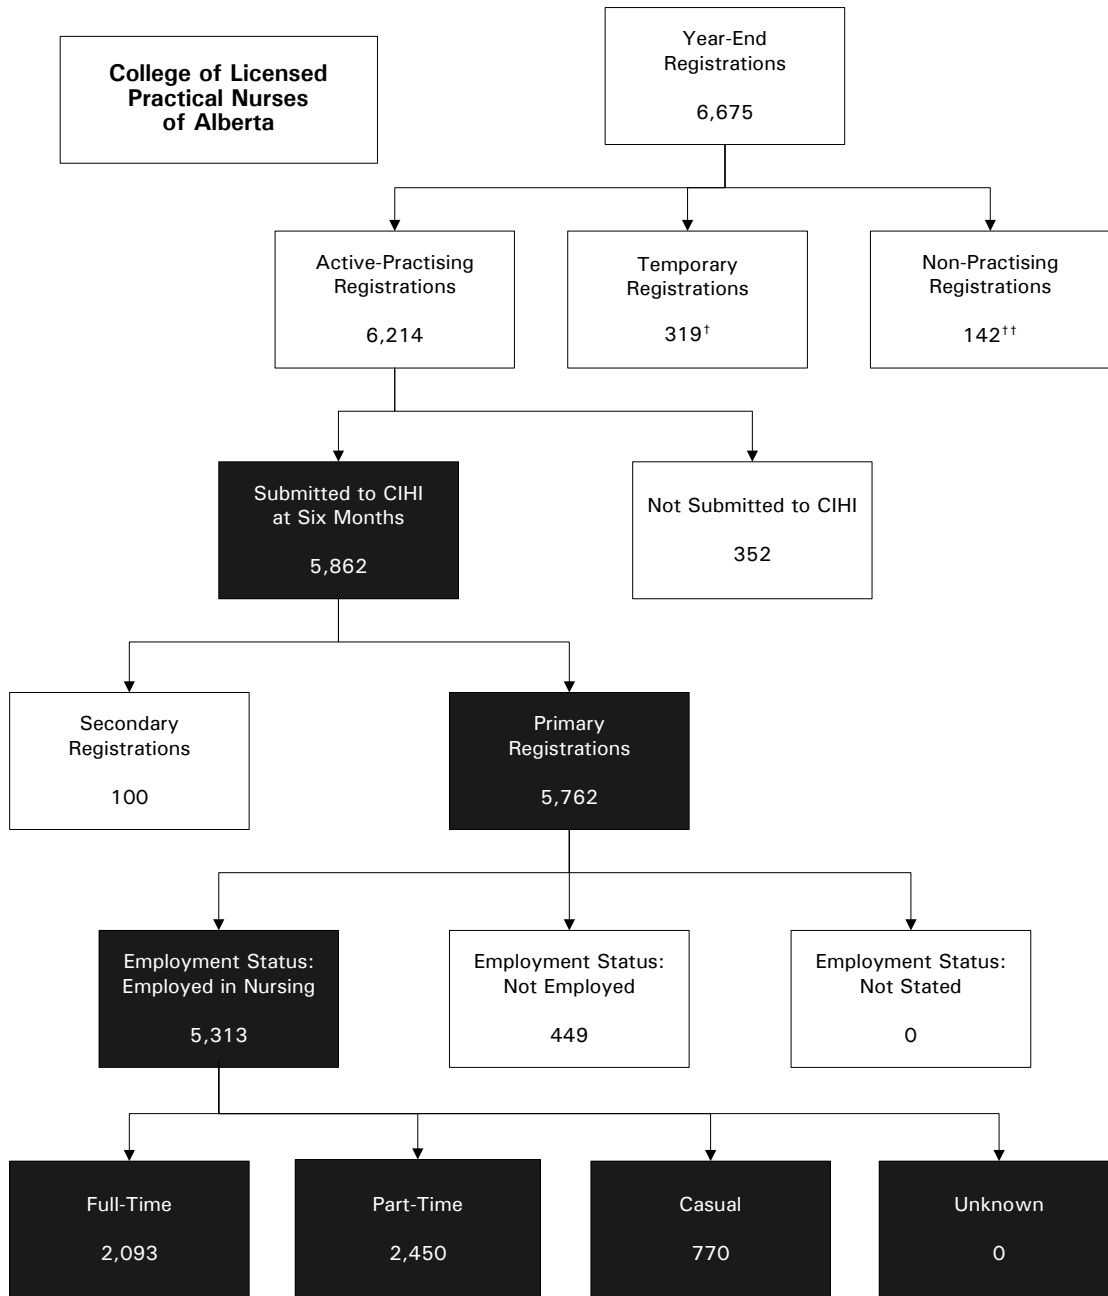 College of Licensed
Practical Nurses
of Alberta
Year-End
Registrations
6,675
Active-Practising
Registrations
6,214
Temporary
Registrations
319†
Non-Practising
Registrations
142††
Submitted to CIHI
at Six Months
5,862
Not Submitted to CIHI
352
Secondary
Registrations
100
Primary
Registrations
5,762
Employment Status:
Employed in Nursing
5,313
Employment Status:
Not Employed
449
Employment Status:
Not Stated
0
Full-Time
2,093
Part-Time
2,450
Casual
770
Unknown
0